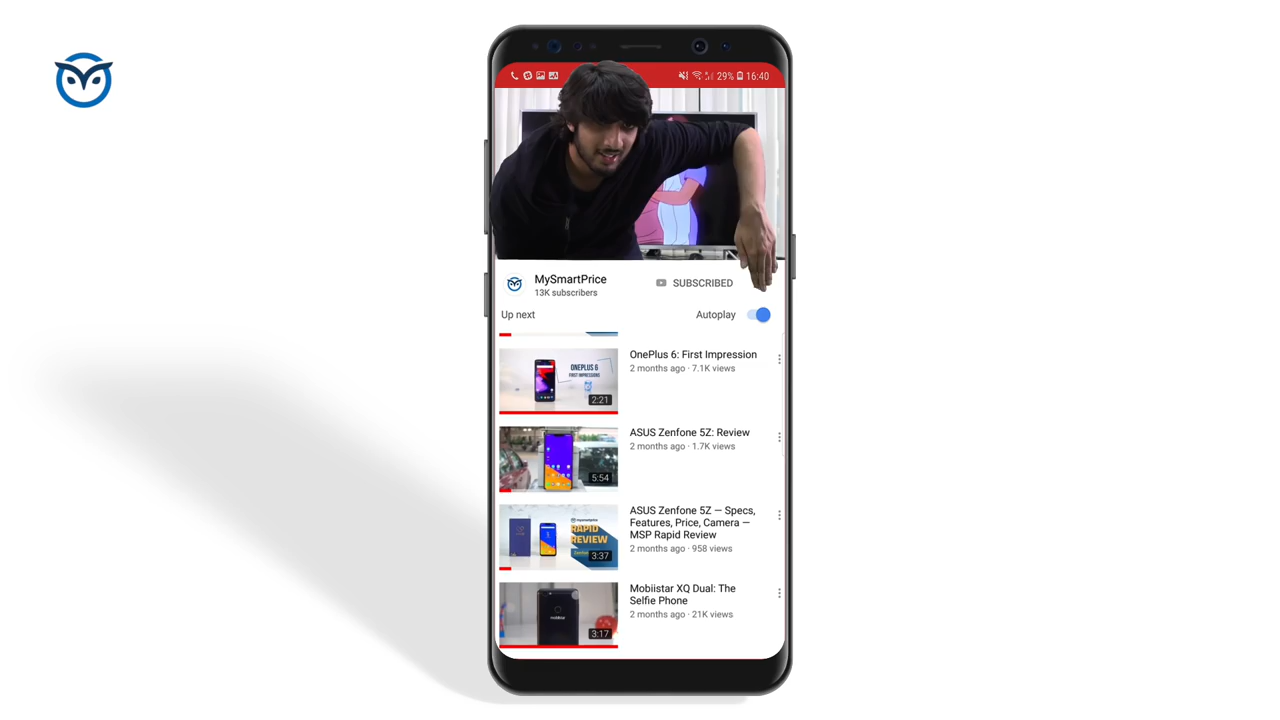 29% 16:40
MySmartPrice
13K subscribers
SUBSCRIBED
Up next
Autoplay
OnePlus 6: First Impression
2 months ago · 7.1K views
ONEPLUS 6
FIRST IMPRESSIONS
2:21
ASUS Zenfone 5Z: Review
2 months ago · 1.7K views
5:54
ASUS Zenfone 5Z — Specs,
Features, Price, Camera —
MSP Rapid Review
2 months ago · 958 views
mysmartprice
RAPID
REVIEW
3:37
Mobiistar XQ Dual: The
Selfie Phone
2 months ago · 21K views
3:17